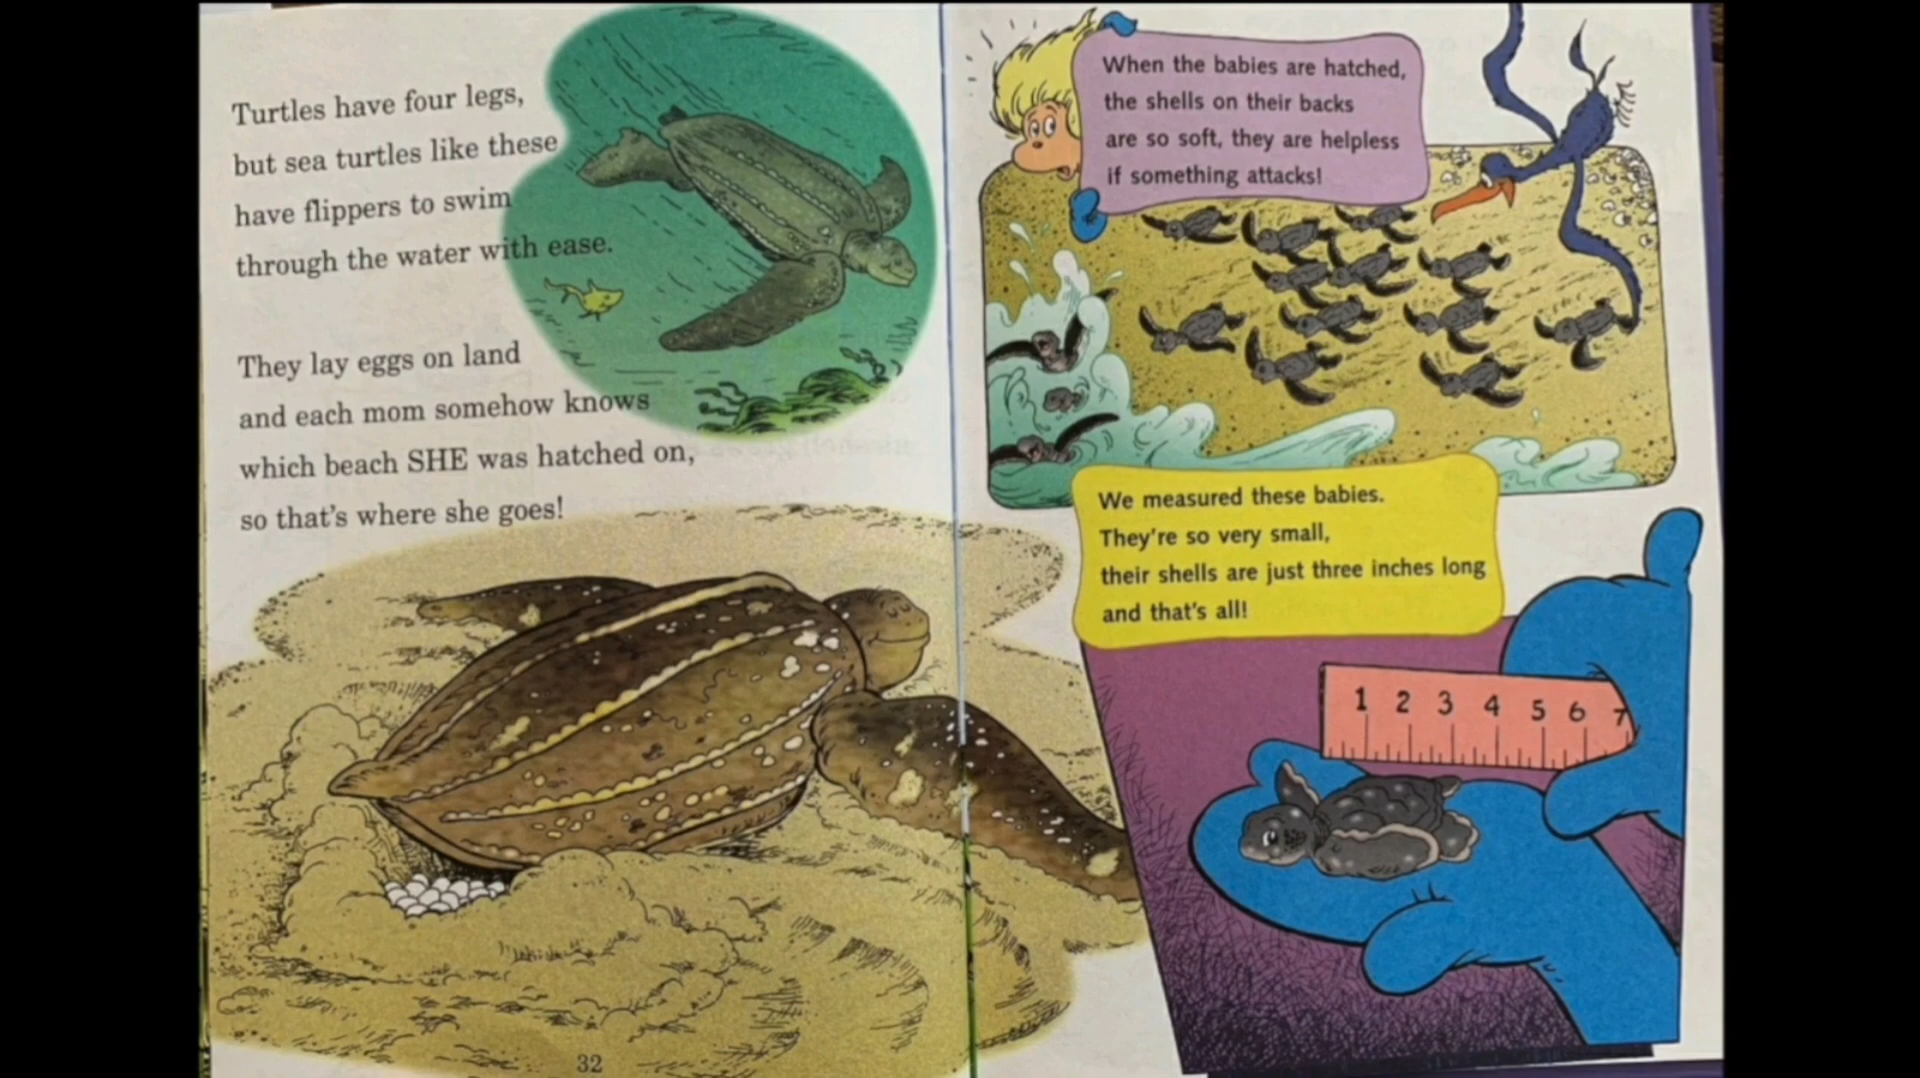 Turtles have four legs,
but sea turtles like these
have flippers to swim
through the water with ease.
They lay eggs on land
and each mom somehow knows
which beach SHE was hatched on,
so that's where she goes!
32
When the babies are hatched,
the shells on their backs
are so soft, they are helpless
if something attacks!
We measured these babies.
They're so very small,
their shells are just three inches long
and that's all!
1 2 3 4 5 6 7